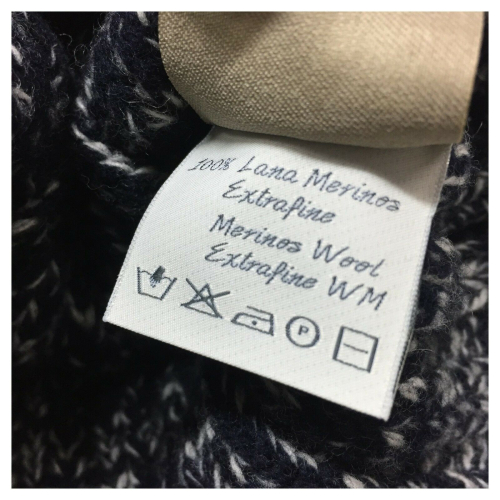 100% Lana Merinos
Extrafine
Merinos Wool
Extrafine WM
P